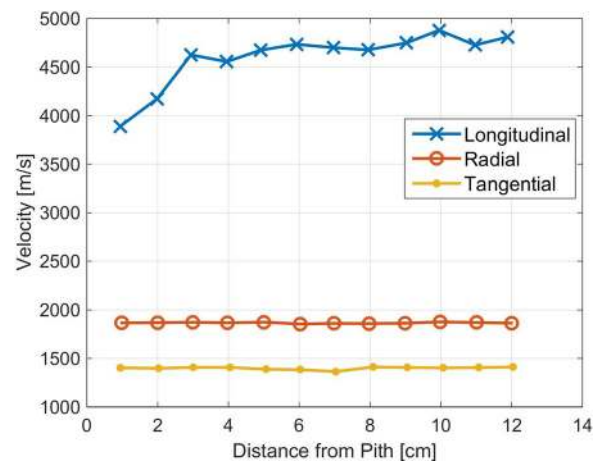 5000
4500
4000
3500
3000
2500
2000
1500
1000
Velocity [m/s]
Longitudinal
Radial
Tangential
0 2 4 6 8 10 12 14
Distance from Pith [cm]